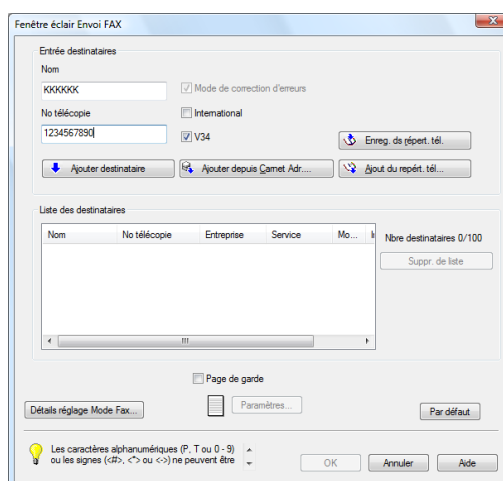 Fenêtre éclair Envoi FAX
Entrée destinataires
Nom
KKKKKK
Mode de correction d'erreurs
No télécopie
International
1234567890
V34
Enreg. ds répert. tél.
Ajouter destinataire
Ajouter depuis Carnet Adr....
Ajout du repért. tél...
Liste des destinataires
Nom No télécopie Entreprise Service Mo... I
Nbre destinataires 0/100
Suppr. de liste
Page de garde
Détails réglage Mode Fax...
Paramètres...
Par défaut
Les caractères alphanumériques (P, T ou 0 - 9)
ou les signes (<#>, <*> ou <->) ne peuvent être
OK Annuler Aide